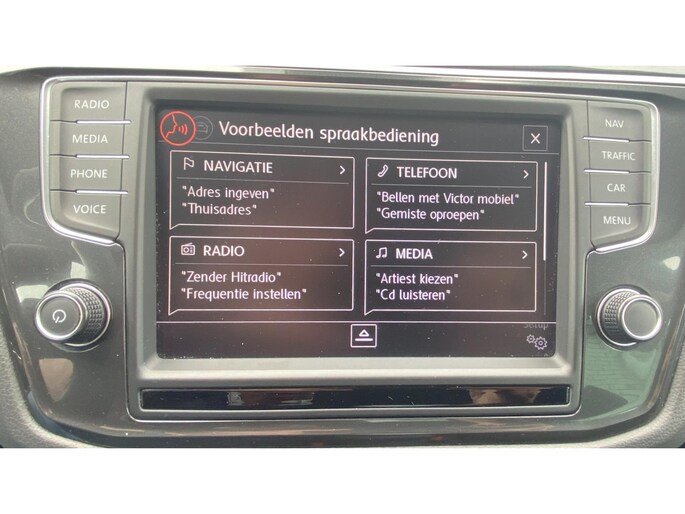 RADIO
MEDIA
PHONE
VOICE
Voorbeelden spraakbediening
X
NAVIGATIE >
"Adres ingeven"
"Thuisadres"
TELEFOON >
"Bellen met Victor mobiel"
"Gemiste oproepen"
RADIO >
"Zender Hitradio"
"Frequentie instellen"
MEDIA >
"Artiest kiezen"
"Cd luisteren"
Setup
NAV
TRAFFIC
CAR
MENU